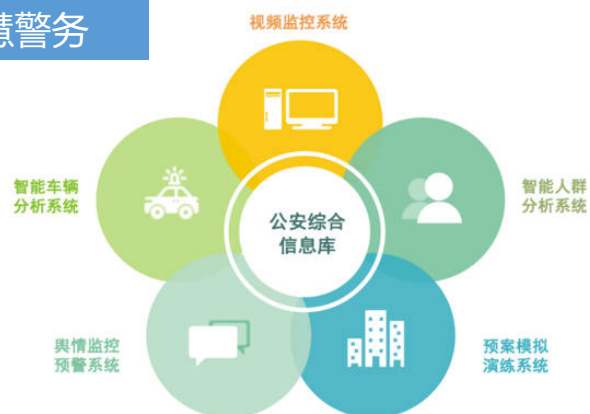 慧警务
视频监控系统
智能车辆
分析系统
智能人群
分析系统
公安综合
信息库
舆情监控
预警系统
预案模拟
演练系统